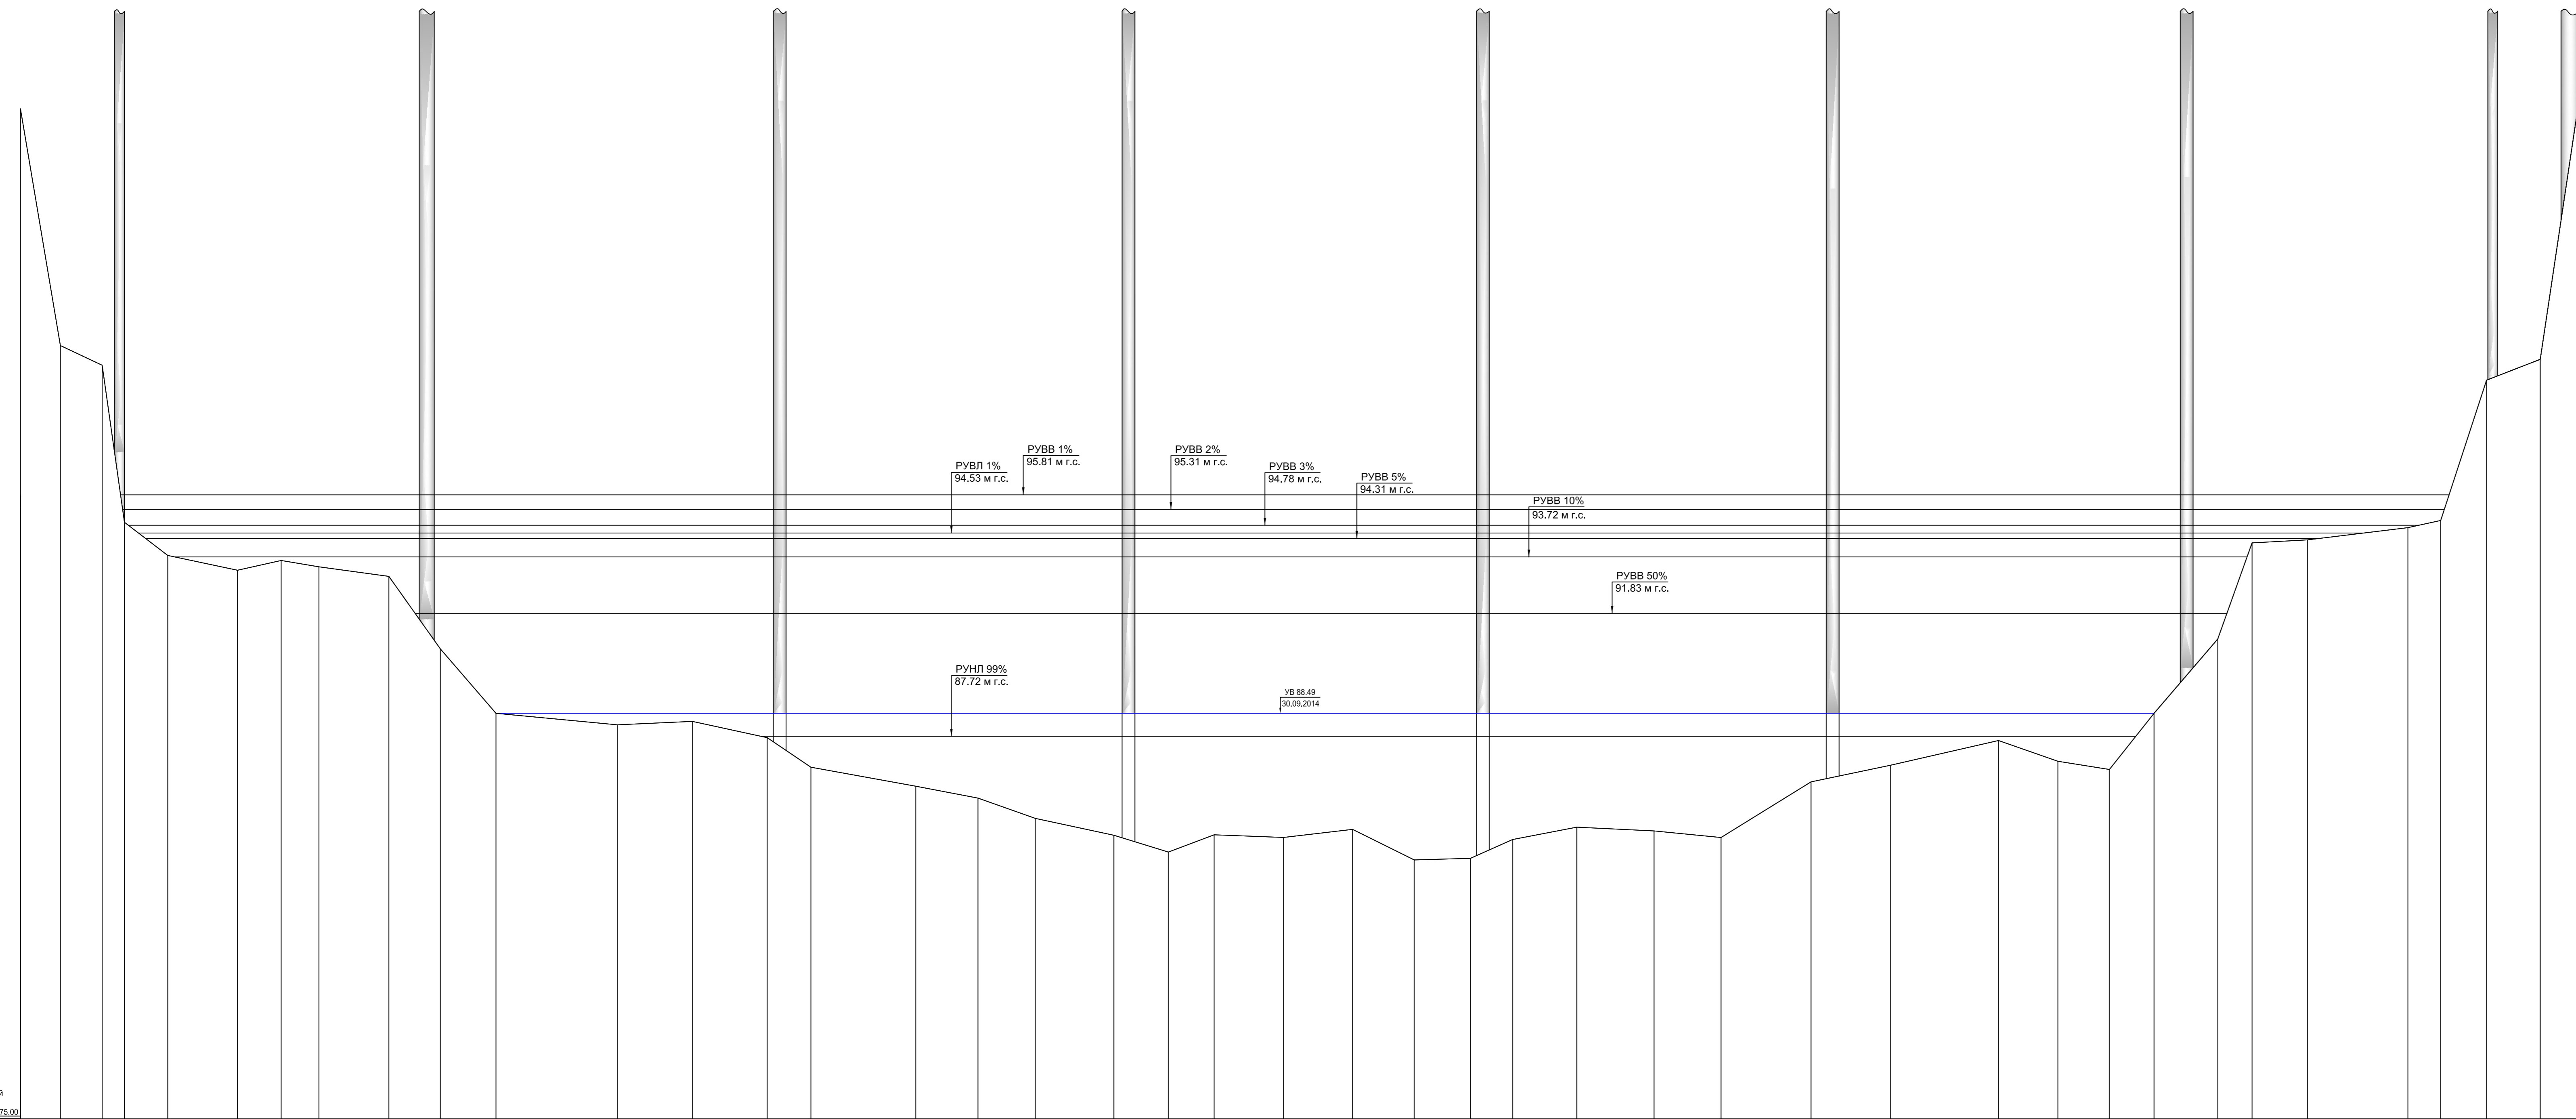 РУВВ 1%
95.81 м г.с.
РУВВ 2%
95.31 м г.с.
РУВЛ 1%
94.53 м г.с.
РУВВ 3%
94.78 м г.с.
РУВВ 5%
94.31 м г.с.
РУВВ 10%
93.72 м г.с.
РУВВ 50%
91.83 м г.с.
РУНЛ 99%
87.72 м г.с.
УВ 88.49
30.09.2014
й
75.00